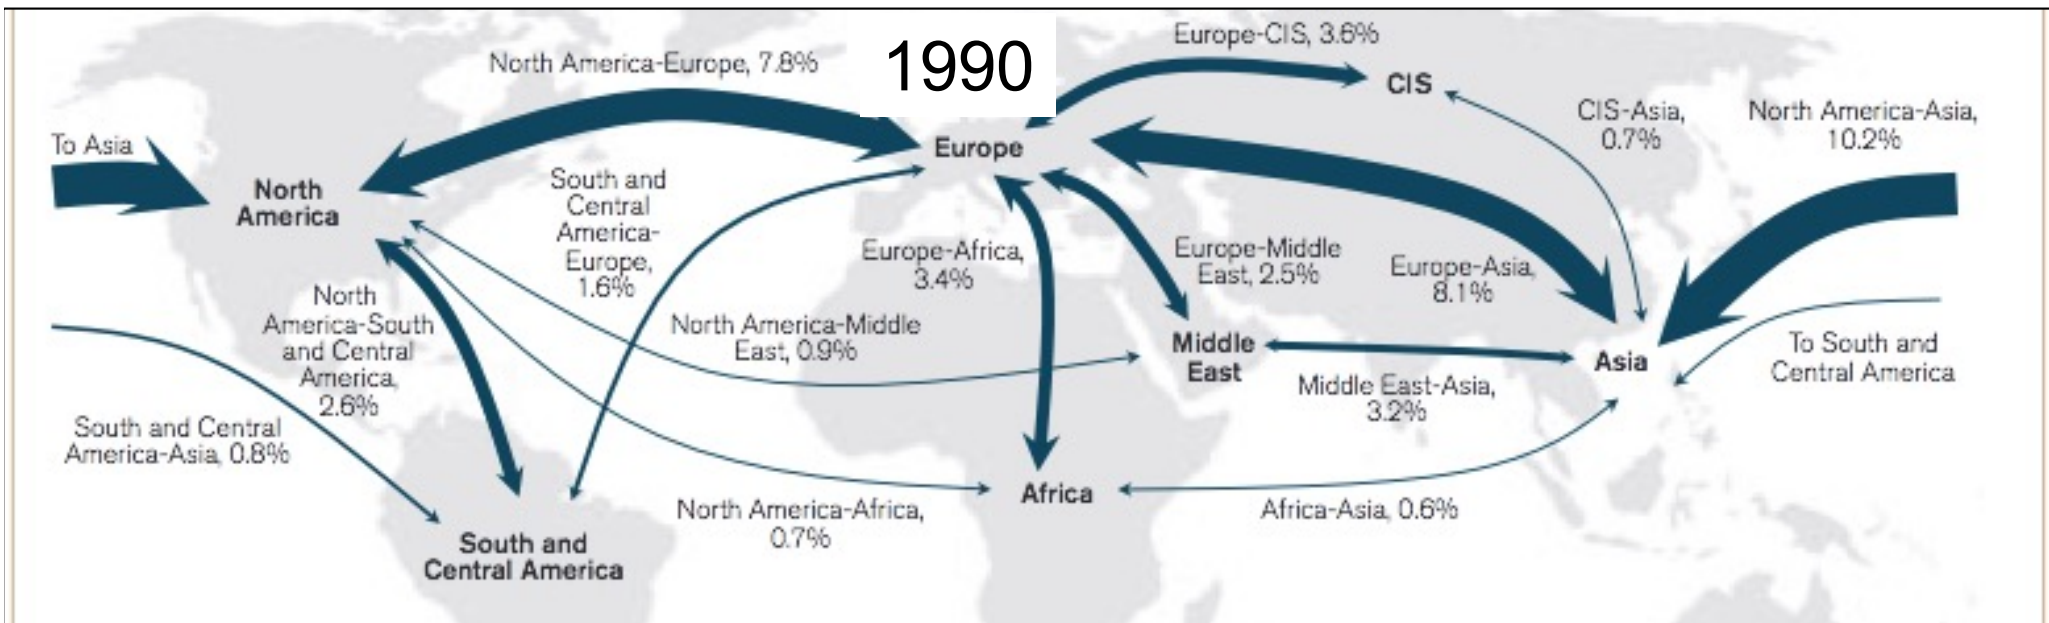 1990
North America-Europe, 7.8%
Europe-CIS, 3.6%
CIS
CIS-Asia,
0.7%
North America-Asia,
10.2%
To Asia
Europe
North
America
South and
Central
America-
Europe,
1.6%
Europe-Africa,
3.4%
Europe-Middle
East, 2.5%
Europe-Asia,
8.1%
North
America-South
and Central
America,
2.6%
North America-Middle
East, 0.9%
Middle
East
Asia
To South and
Central America
Middle East-Asia,
3.2%
South and Central
America-Asia, 0.8%
Africa
North America-Africa,
0.7%
Africa-Asia, 0.6%
South and
Central America